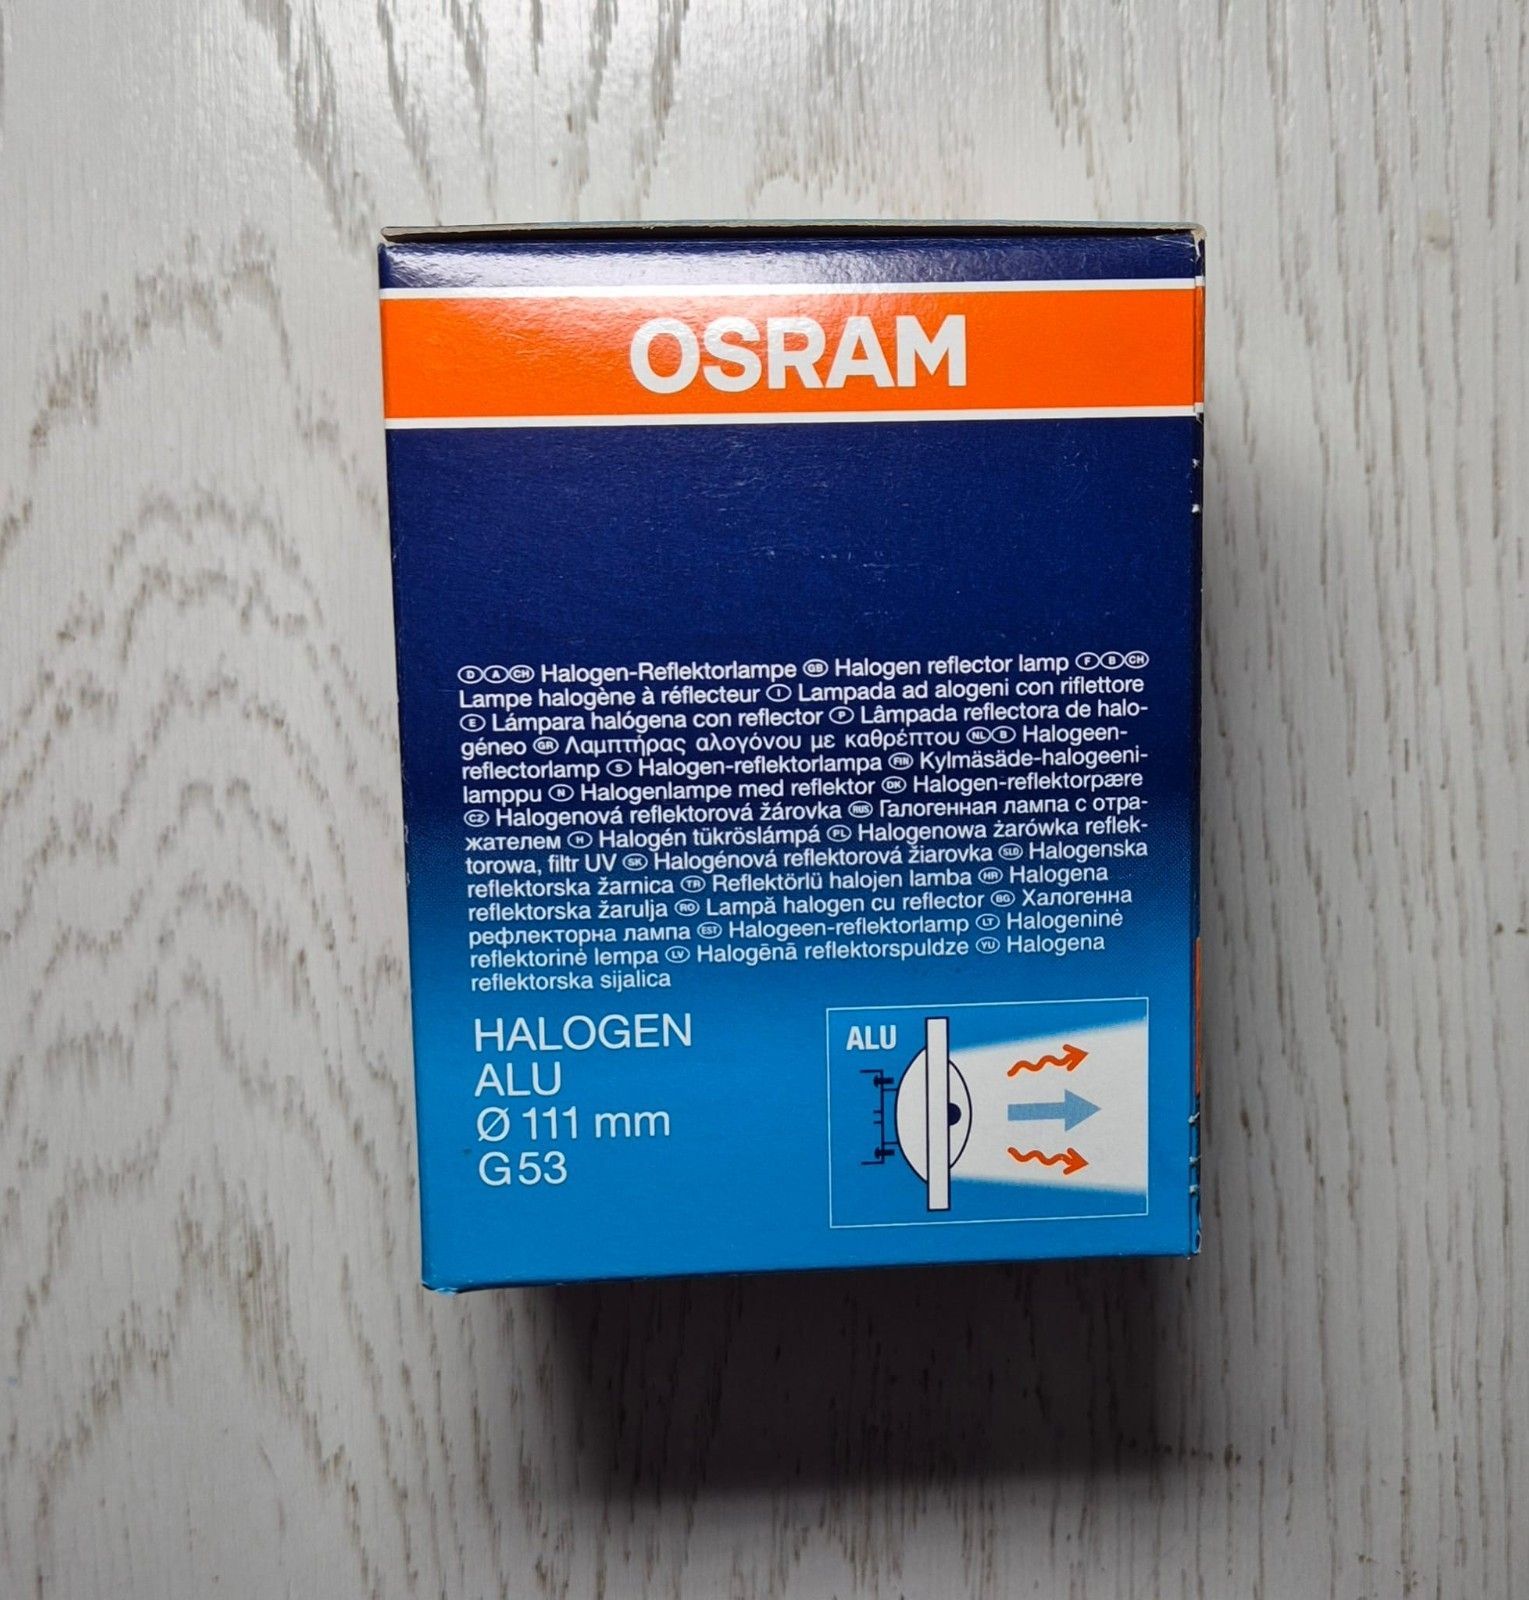 OSRAM
D A CH Halogen-Reflektorlampe GB Halogen reflector lamp F B CH
Lampe halogène à réflecteur I Lampada ad alogeni con riflettore
E Lámpara halógena con reflector P Lâmpada reflectora de halo-
géneo GR Λαμπτήρας αλογόνου με καθρέπτου NL B Halogeen-
reflectorlamp S Halogen-reflektorlampa FIN Kylmäsäde-halogeeni-
lamppu N Halogenlampe med reflektor DK Halogen-reflektorpære
CZ Halogenová reflektorová žárovka RUS Галогенная лампа с отра-
жателем H Halogén tükröslámpá PL Halogenowa żarówka reflek-
torowa, filtr UV SK Halogénová reflektorová žiarovka SLO Halogenska
reflektorska žarnica TR Reflektörlü halojen lamba HR Halogena
reflektorska žarulja RO Lampă halogen cu reflector BG Халогенна
рефлекторна лампа EST Halogeen-reflektorlamp LT Halogeninė
reflektorinė lempa LV Halogēnā reflektorspuldze YU Halogena
reflektorska sijalica
HALOGEN
ALU
Ø 111 mm
G53
ALU